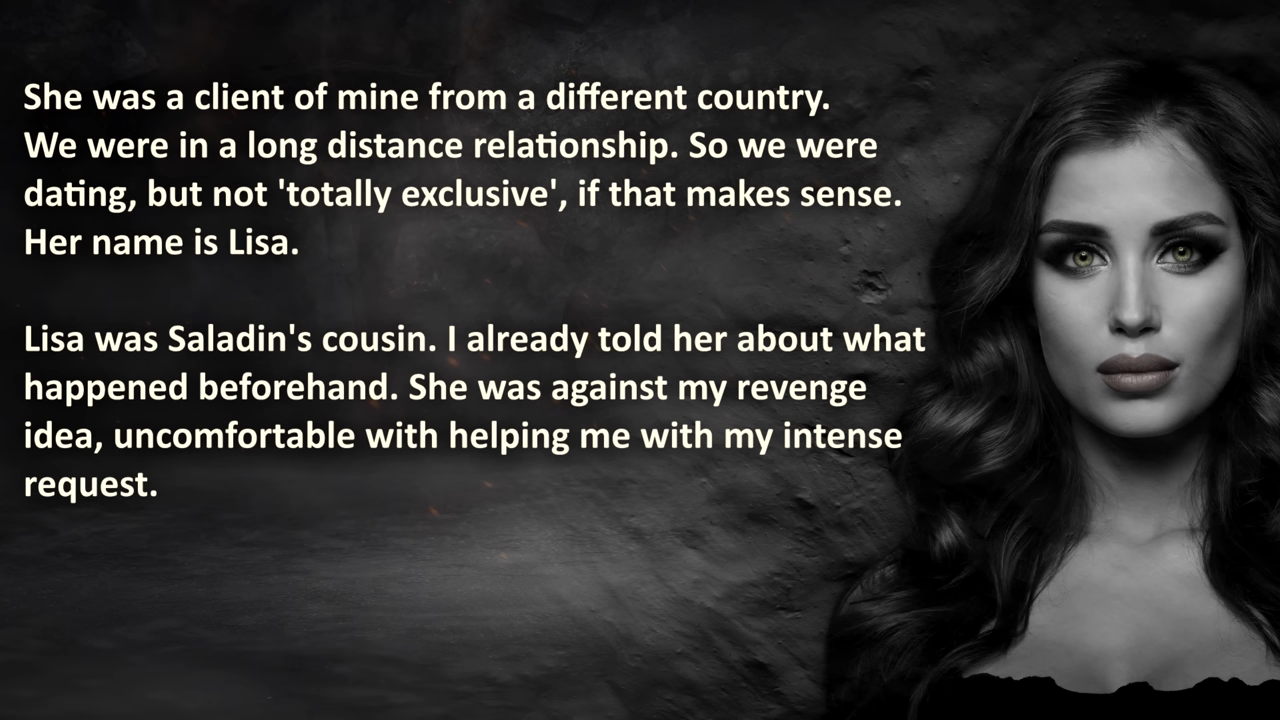 She was a client of mine from a different country.
We were in a long distance relationship. So we were
dating, but not 'totally exclusive', if that makes sense.
Her name is Lisa.
Lisa was Saladin's cousin. I already told her about what
happened beforehand. She was against my revenge
idea, uncomfortable with helping me with my intense
request.